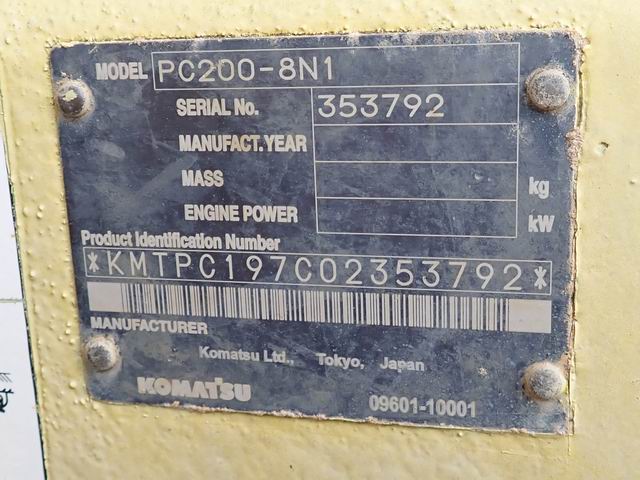 MODEL PC200-8N1
SERIAL No. 353792
MANUFACT.YEAR
MASS kg
ENGINE POWER kW
Product Identification Number
*KMTPC197C02353792*
MANUFACTURER
Komatsu Ltd., Tokyo, Japan
KOMATSU 09601-10001